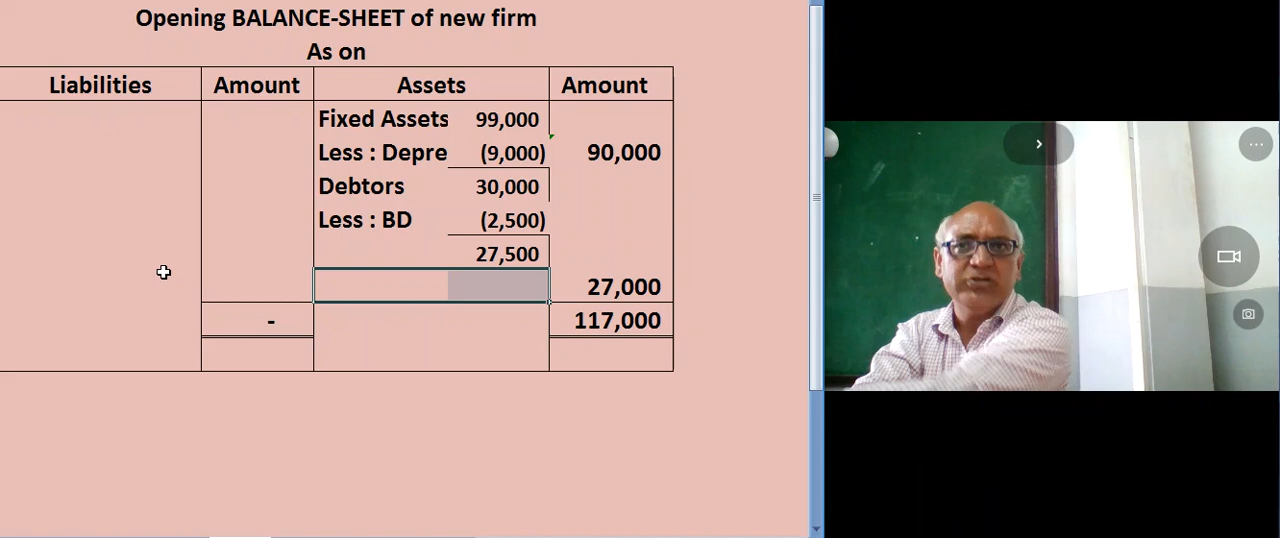 Opening BALANCE-SHEET of new firm
As on
Liabilities Amount Assets Amount
Fixed Assets 99,000
Less : Depre (9,000) 90,000
Debtors 30,000
Less : BD (2,500)
27,500
27,000
- 117,000